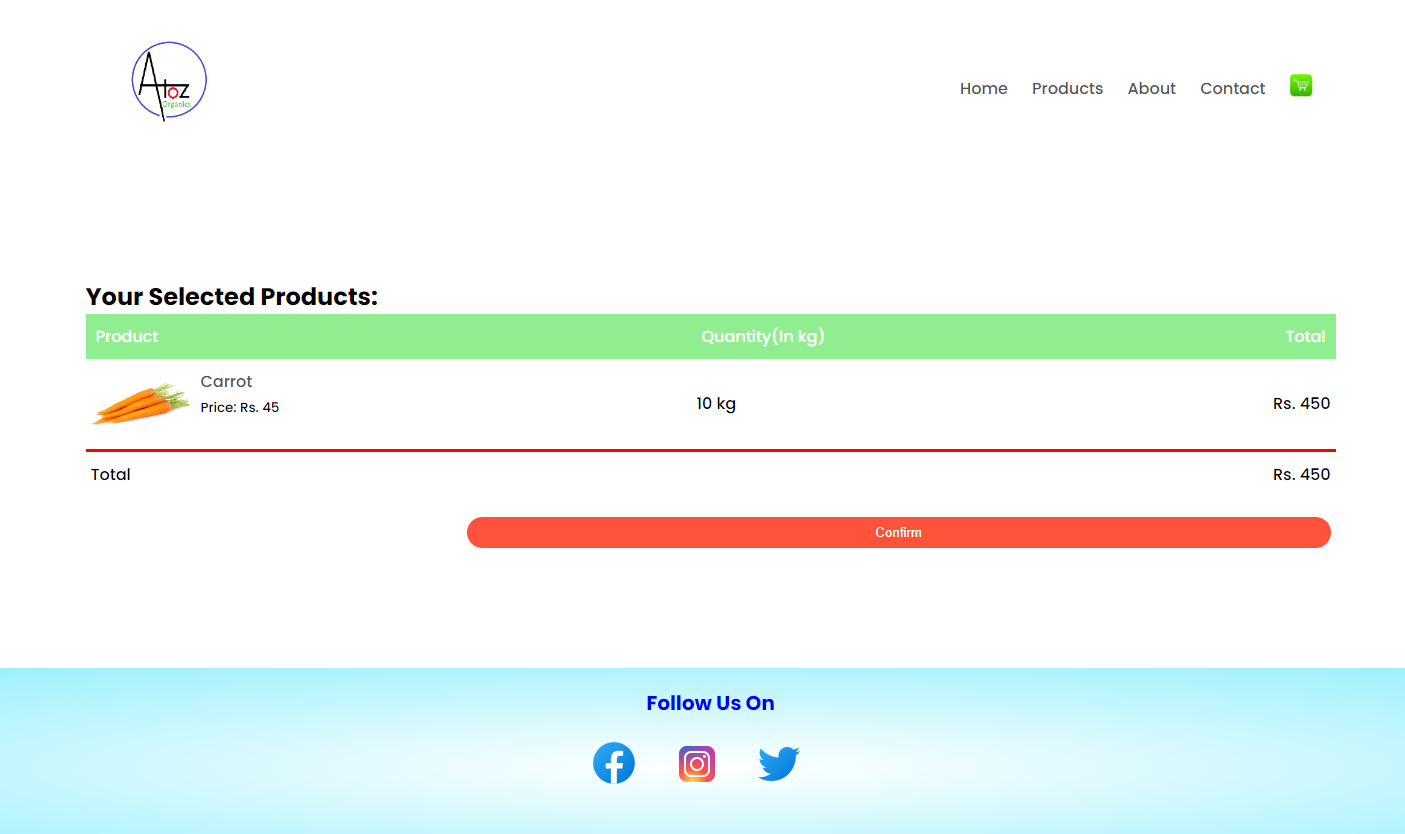 Atoz
Organics
Home Products About Contact
Your Selected Products:
Product Quantity(In kg) Total
Carrot
Price: Rs. 45
10 kg
Rs. 450
Total Rs. 450
Confirm
Follow Us On